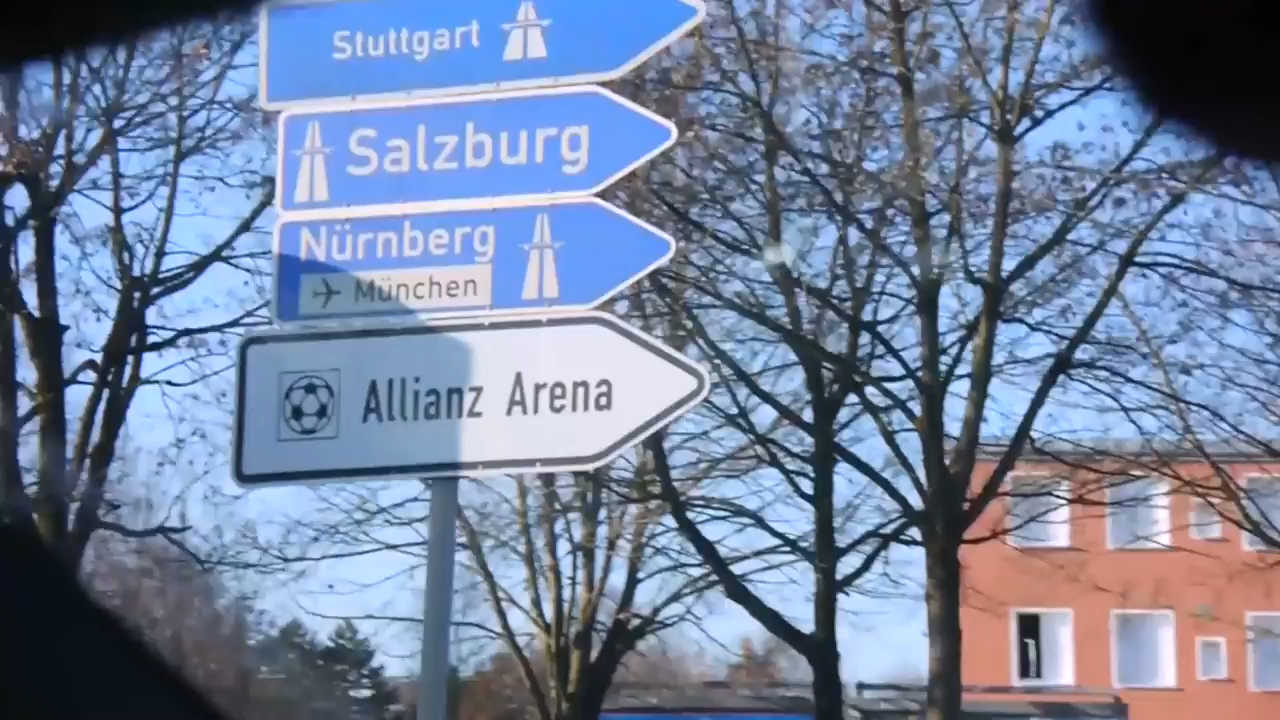 Stuttgart
Salzburg
Nürnberg
München
Allianz Arena